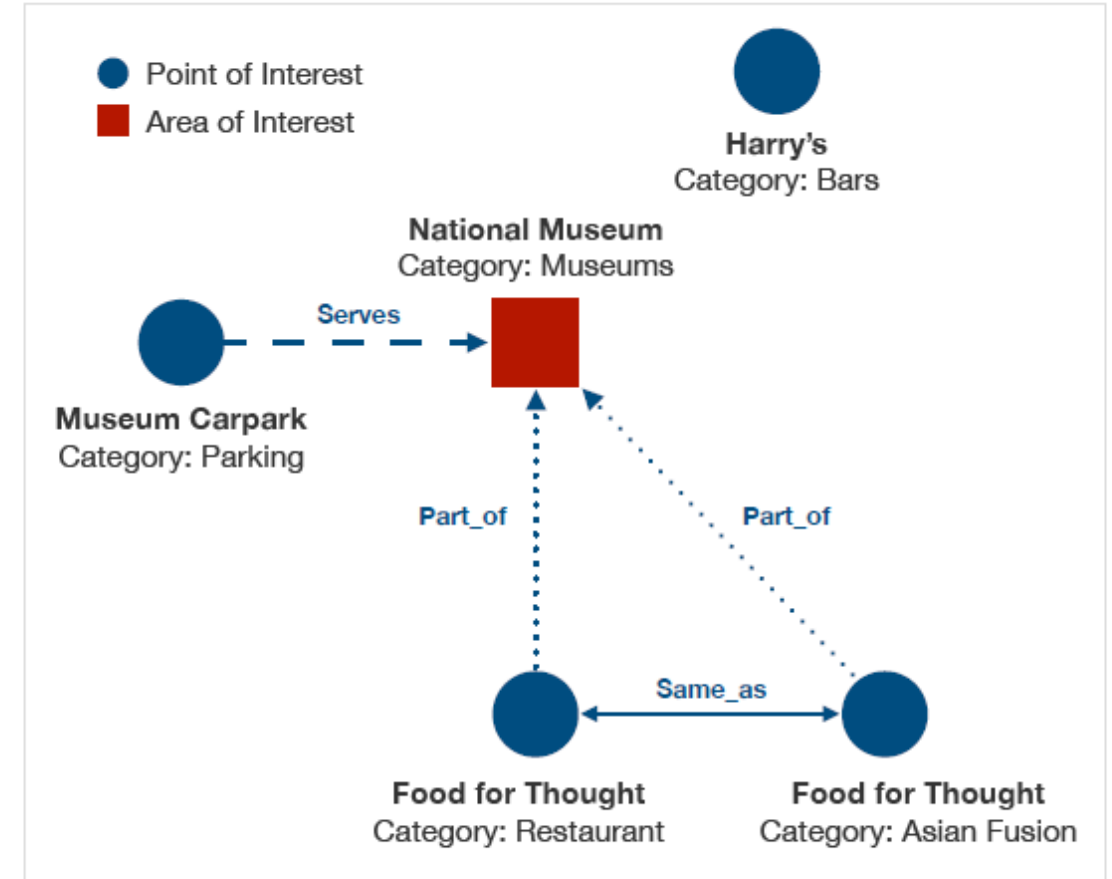 Point of Interest
Area of Interest
Harry’s
Category: Bars
National Museum
Category: Museums
Serves
Museum Carpark
Category: Parking
Part_of
Part_of
Same_as
Food for Thought
Category: Restaurant
Food for Thought
Category: Asian Fusion